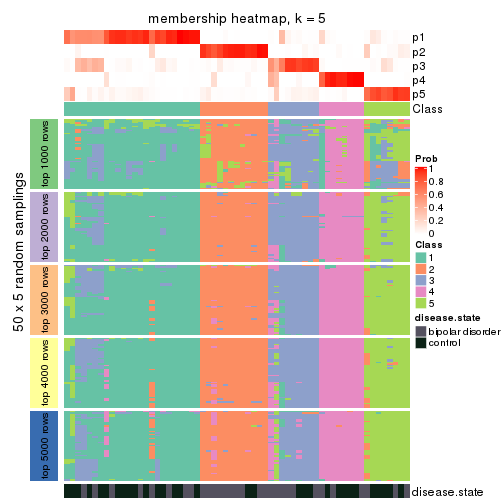 membership heatmap, k = 5
p1
p2
p3
p4
p5
Class
50 x 5 random samplings
top 1000 rows
top 2000 rows
top 3000 rows
top 4000 rows
top 5000 rows
Prob
1
0.8
0.6
0.4
0.2
0
Class
1
2
3
4
5
disease.state
bipolar disorder
control
disease.state